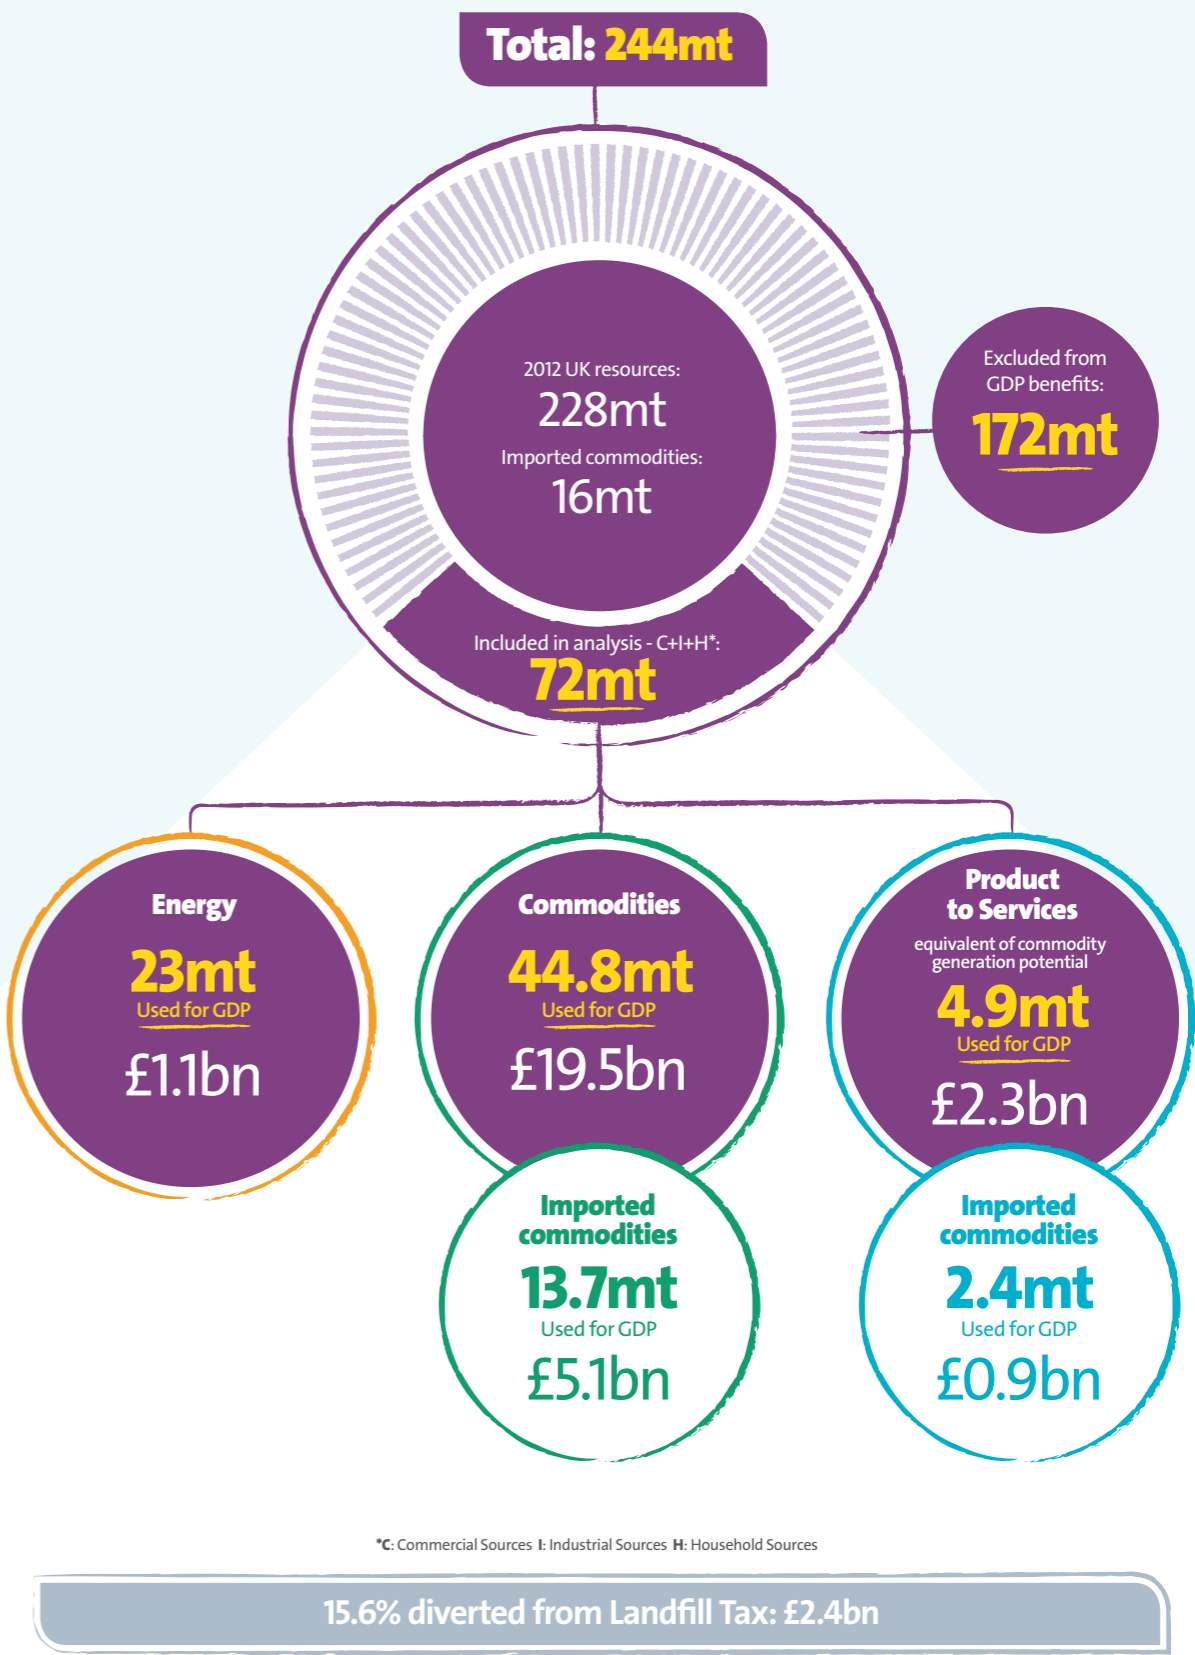 Total: 244mt
2012 UK resources:
228mt
Imported commodities:
16mt
Excluded from
GDP benefits:
172mt
Included in analysis - C+I+H*:
72mt
Energy
23mt
Used for GDP
£1.1bn
Commodities
44.8mt
Used for GDP
£19.5bn
Product
to Services
equivalent of commodity
generation potential
4.9mt
Used for GDP
£2.3bn
Imported
commodities
13.7mt
Used for GDP
£5.1bn
Imported
commodities
2.4mt
Used for GDP
£0.9bn
*C: Commercial Sources I: Industrial Sources H: Household Sources
15.6% diverted from Landfill Tax: £2.4bn